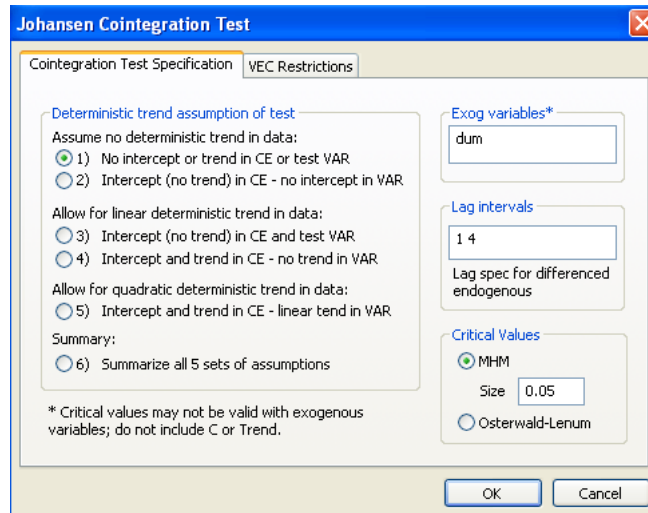 Johansen Cointegration Test
Cointegration Test Specification
VEC Restrictions
Deterministic trend assumption of test
Assume no deterministic trend in data:
1) No intercept or trend in CE or test VAR
2) Intercept (no trend) in CE - no intercept in VAR
Allow for linear deterministic trend in data:
3) Intercept (no trend) in CE and test VAR
4) Intercept and trend in CE - no trend in VAR
Allow for quadratic deterministic trend in data:
5) Intercept and trend in CE - linear tend in VAR
Summary:
6) Summarize all 5 sets of assumptions
* Critical values may not be valid with exogenous
variables; do not include C or Trend.
Exog variables*
dum
Lag intervals
1 4
Lag spec for differenced
endogenous
Critical Values
MHM
Size 0.05
Osterwald-Lenum
OK
Cancel